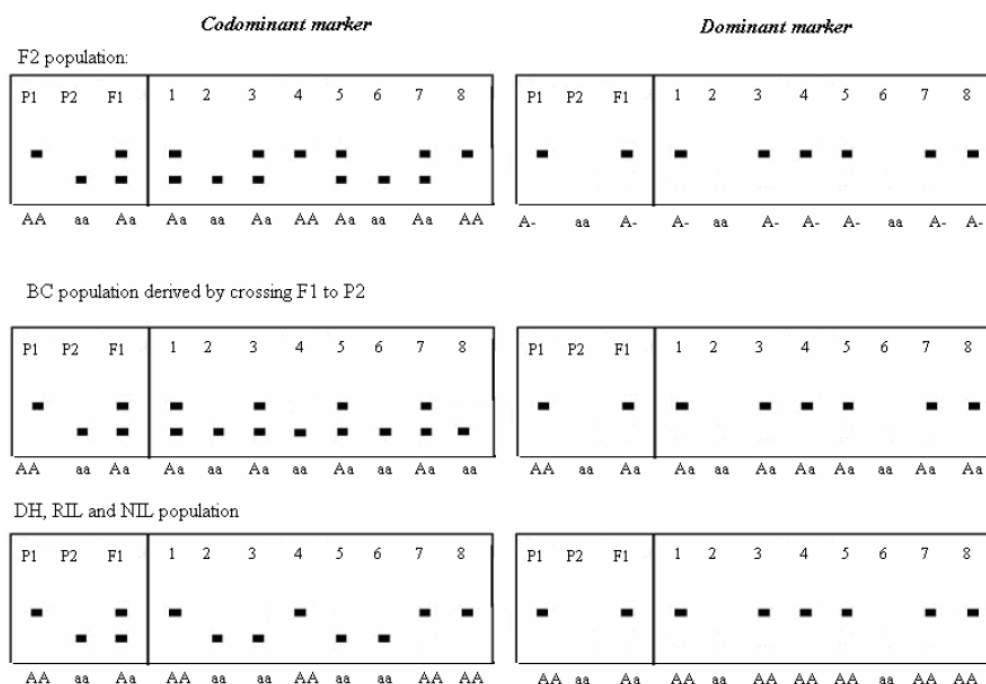 Codominant marker Dominant marker
F2 population:
P1 P2 F1 1 2 3 4 5 6 7 8 P1 P2 F1 1 2 3 4 5 6 7 8
AA aa Aa Aa aa Aa AA Aa aa Aa AA A- aa A- A- aa A- A- A- aa A- A-
BC population derived by crossing F1 to P2
P1 P2 F1 1 2 3 4 5 6 7 8 P1 P2 F1 1 2 3 4 5 6 7 8
AA aa Aa Aa aa Aa aa Aa aa Aa aa AA aa Aa Aa aa Aa Aa Aa aa Aa Aa
DH, RIL and NIL population
P1 P2 F1 1 2 3 4 5 6 7 8 P1 P2 F1 1 2 3 4 5 6 7 8
AA aa Aa AA aa aa AA aa aa AA AA AA aa Aa AA aa AA AA AA aa AA AA